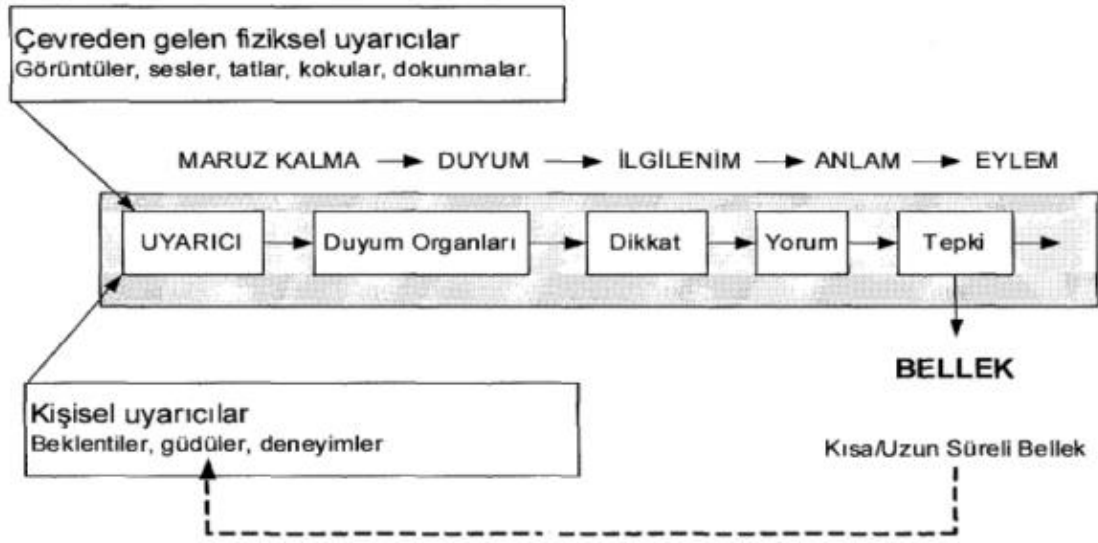 Çevreden gelen fiziksel uyarıcılar
Görüntüler, sesler, tatlar, kokular, dokunmalar.
MARUZ KALMA DUYUM İLGİLENİM ANLAM EYLEM
UYARICI Duyum Organları Dikkat Yorum Tepki
BELLEK
Kişisel uyarıcılar
Beklentiler, güdüler, deneyimler
Kısa/Uzun Süreli Bellek